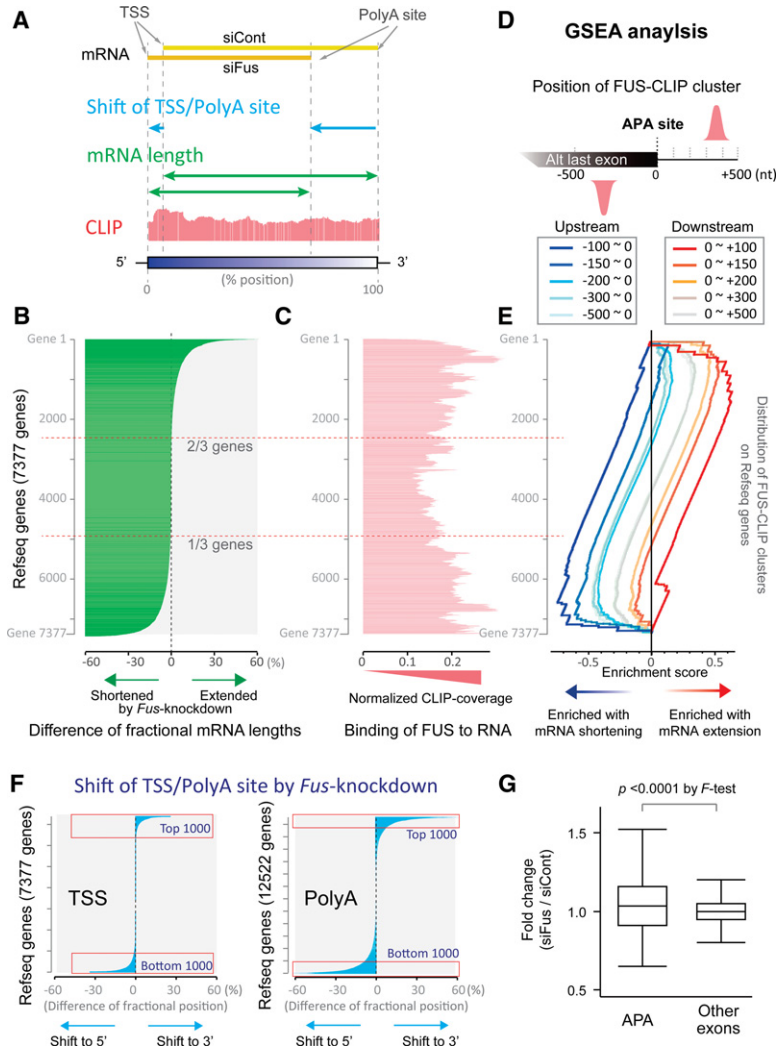 A
TSS
siCont
PolyA site
mRNA
siFus
Shift of TSS/PolyA site
mRNA length
CLIP
5’
3’
(% position)
0
100
D
GSEA anaylsis
Position of FUS-CLIP cluster
APA site
Alt last exon
-500
0
+500 (nt)
Upstream
-100 ~ 0
-150 ~ 0
-200 ~ 0
-300 ~ 0
-500 ~ 0
Downstream
0 ~ +100
0 ~ +150
0 ~ +200
0 ~ +300
0 ~ +500
B
Refseq genes (7377 genes)
Gene 1
2000
4000
6000
Gene 7377
2/3 genes
1/3 genes
-60
-30
0
30
60 (%)
Shortened
Extended
by Fus-knockdown
Difference of fractional mRNA lengths
C
Gene 1
2000
4000
6000
Gene 7377
0
0.1
0.2
Normalized CLIP-coverage
Binding of FUS to RNA
E
Distribution of FUS-CLIP clusters
on Refseq genes
-0.5
0
0.5
Enrichment score
Enriched with
mRNA shortening
Enriched with
mRNA extension
F
Shift of TSS/PolyA site by Fus-knockdown
Refseq genes (7377 genes)
Top 1000
TSS
Bottom 1000
-60
-30
0
30
60 (%)
(Difference of fractional position)
Shift to 5’
Shift to 3’
Refseq genes (12522 genes)
Top 1000
PolyA
Bottom 1000
-60
-30
0
30
60 (%)
(Difference of fractional position)
Shift to 5’
Shift to 3’
G
p <0.0001 by F-test
Fold change
(siFus / siCont)
1.5
1.0
0.5
APA
Other
exons